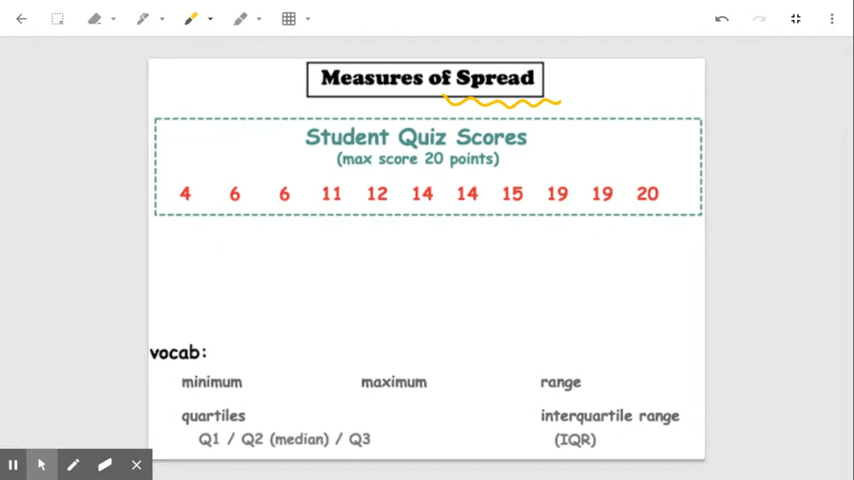 Measures of Spread
Student Quiz Scores
(max score 20 points)
4 6 6 11 12 14 14 15 19 19 20
vocab:
minimum maximum range
quartiles interquartile range
Q1 / Q2 (median) / Q3 (IQR)